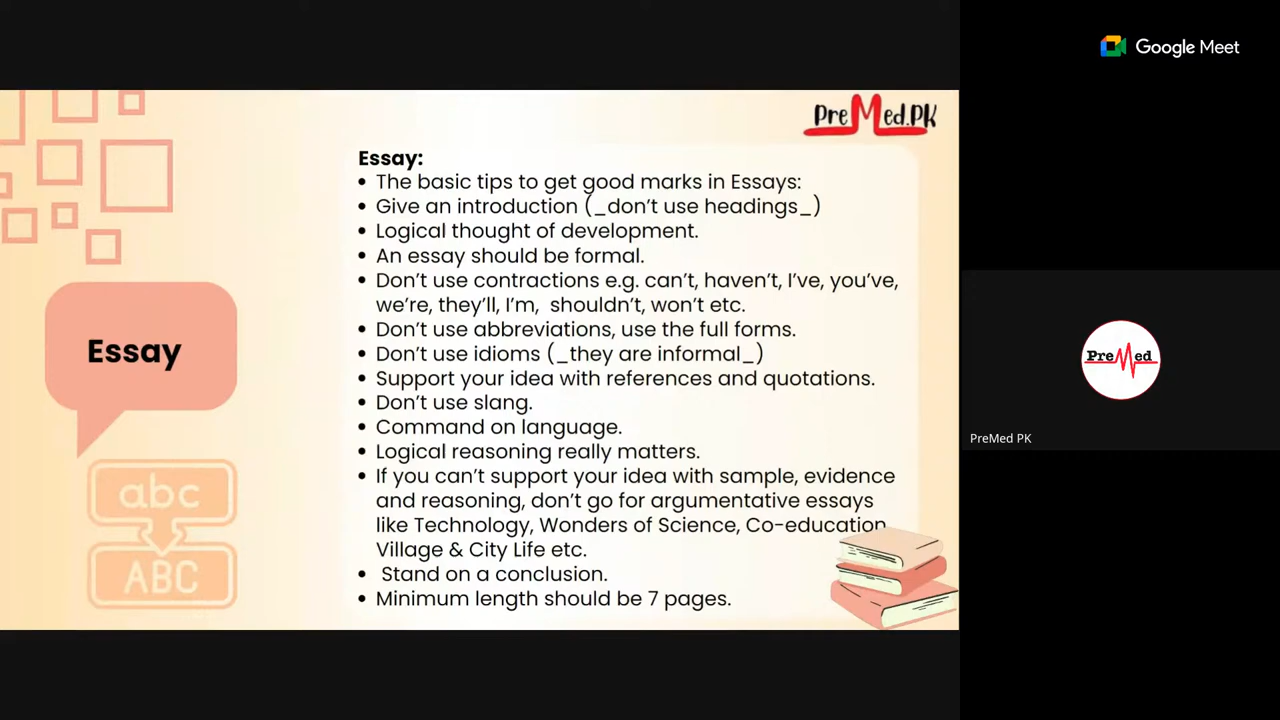 Google Meet
PreMed.PK
Essay:
• The basic tips to get good marks in Essays:
• Give an introduction (_don't use headings_)
• Logical thought of development.
• An essay should be formal.
• Don't use contractions e.g. can't, haven't, I've, you've,
we're, they'll, I'm, shouldn't, won't etc.
• Don't use abbreviations, use the full forms.
• Don't use idioms (_they are informal_)
• Support your idea with references and quotations.
• Don't use slang.
• Command on language.
• Logical reasoning really matters.
• If you can't support your idea with sample, evidence
and reasoning, don't go for argumentative essays
like Technology, Wonders of Science, Co-education
Village & City Life etc.
• Stand on a conclusion.
• Minimum length should be 7 pages.
Essay
abc
ABC
PreMed
PreMed PK